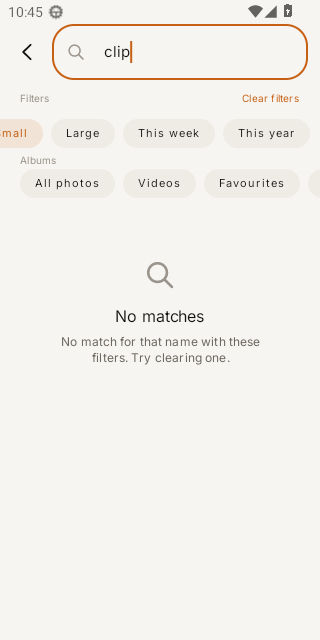 10:45
clip
Filters
Clear filters
mall
Large
This week
This year
Albums
All photos
Videos
Favourites
No matches
No match for that name with these
filters. Try clearing one.